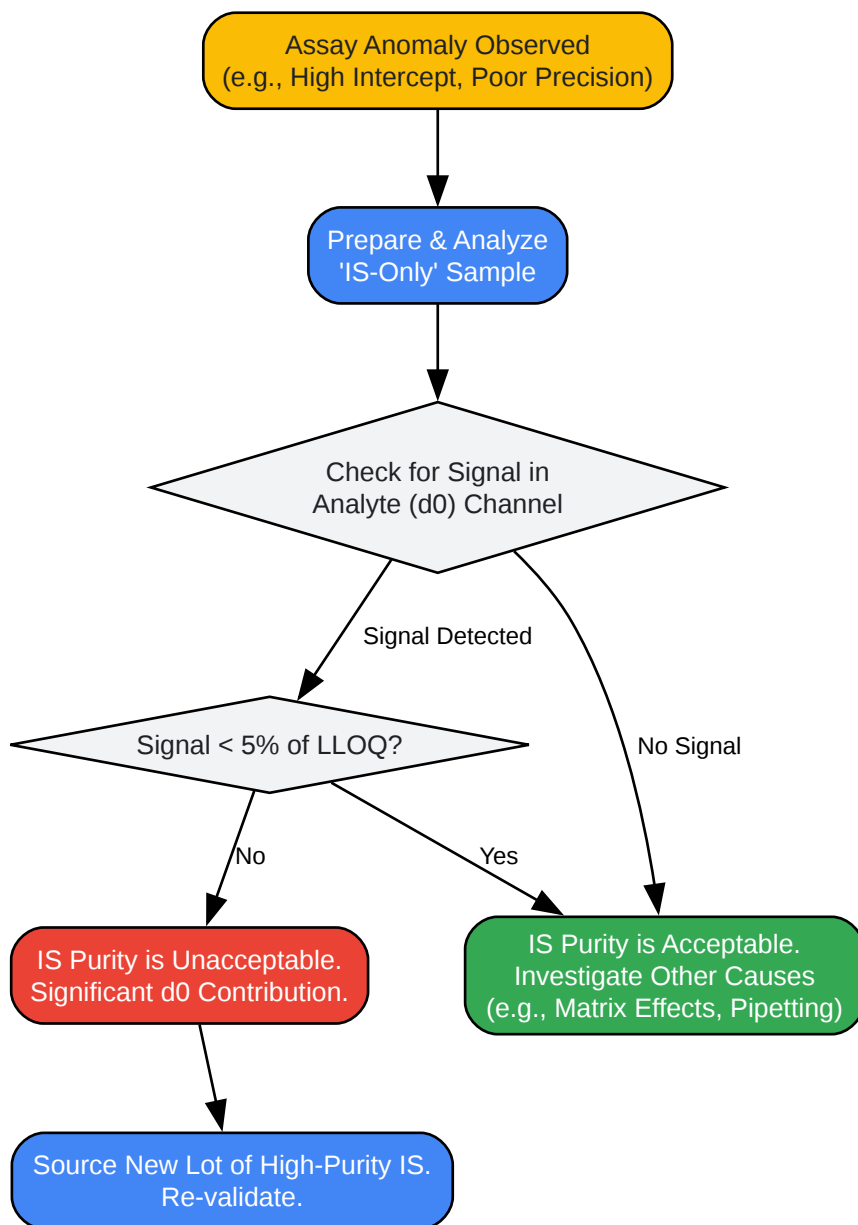 Assay Anomaly Observed
(e.g., High Intercept, Poor Precision)
Prepare & Analyze
'IS-Only' Sample
Check for Signal in
Analyte (d0) Channel
Signal Detected
Signal < 5% of LLOQ?
No Signal
No
Yes
IS Purity is Unacceptable.
Significant d0 Contribution.
IS Purity is Acceptable.
Investigate Other Causes
(e.g., Matrix Effects, Pipetting)
Source New Lot of High-Purity IS.
Re-validate.